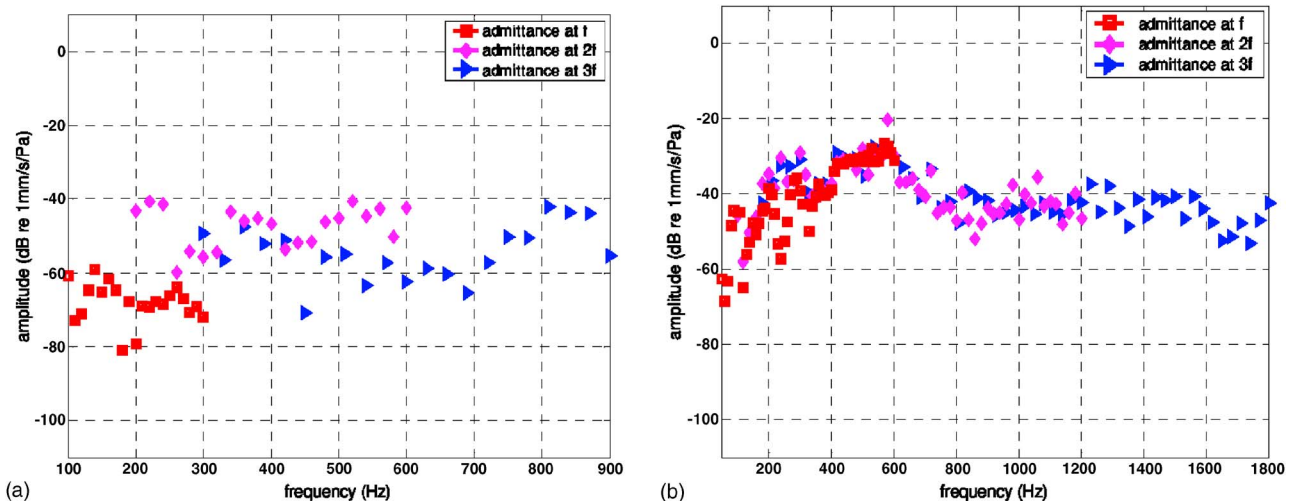 admittance at f
admittance at 2f
admittance at 3f
0
-20
-40
-60
-80
-100
amplitude (dB re 1mm/s/Pa)
100 200 300 400 500 600 700 800 900
frequency (Hz)
(a)
admittance at f
admittance at 2f
admittance at 3f
0
-20
-40
-60
-80
-100
amplitude (dB re 1mm/s/Pa)
200 400 600 800 1000 1200 1400 1600 1800
frequency (Hz)
(b)